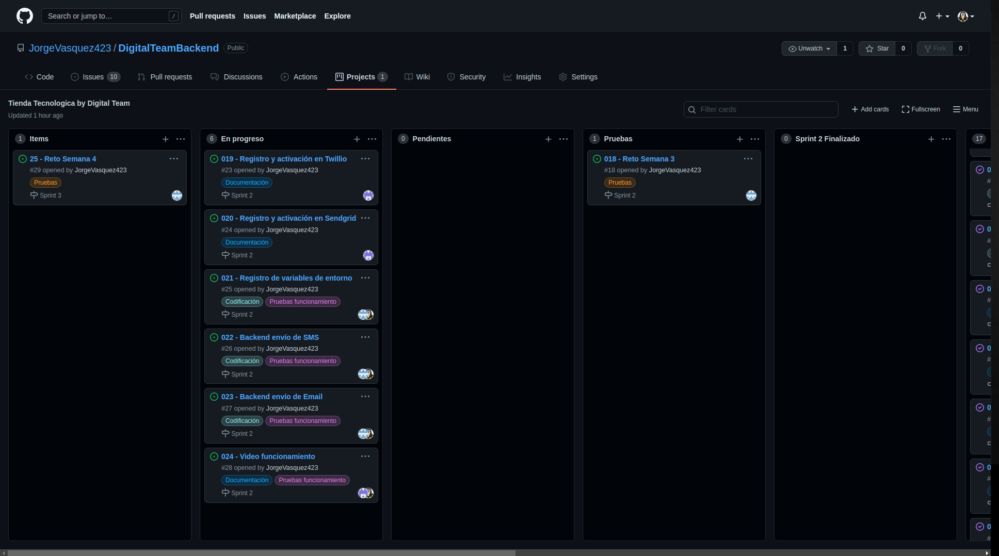 Search or jump to… /
Pull requests Issues Marketplace Explore
JorgeVasquez423 / DigitalTeamBackend Public
Unwatch 1 Star 0 Fork 0
Code Issues 10 Pull requests Discussions Actions Projects 1 Wiki Security Insights Settings
Tienda Tecnologica by Digital Team
Updated 1 hour ago
Filter cards Add cards Fullscreen Menu
1 Items
25 - Reto Semana 4
#29 opened by JorgeVasquez423
Pruebas
Sprint 3
6 En progreso
019 - Registro y activación en Twillio
#23 opened by JorgeVasquez423
Documentación
Sprint 2
020 - Registro y activación en Sendgrid
#24 opened by JorgeVasquez423
Documentación
Sprint 2
021 - Registro de variables de entorno
#25 opened by JorgeVasquez423
Codificación Pruebas funcionamiento
Sprint 2
022 - Backend envío de SMS
#26 opened by JorgeVasquez423
Codificación Pruebas funcionamiento
Sprint 2
023 - Backend envío de Email
#27 opened by JorgeVasquez423
Codificación Pruebas funcionamiento
Sprint 2
024 - Video funcionamiento
#28 opened by JorgeVasquez423
Documentación Pruebas funcionamiento
Sprint 2
0 Pendientes
1 Pruebas
018 - Reto Semana 3
#18 opened by JorgeVasquez423
Pruebas
Sprint 2
0 Sprint 2 Finalizado
17
0
#
0
#
0
#
0
#
0
#
0
#
0
#